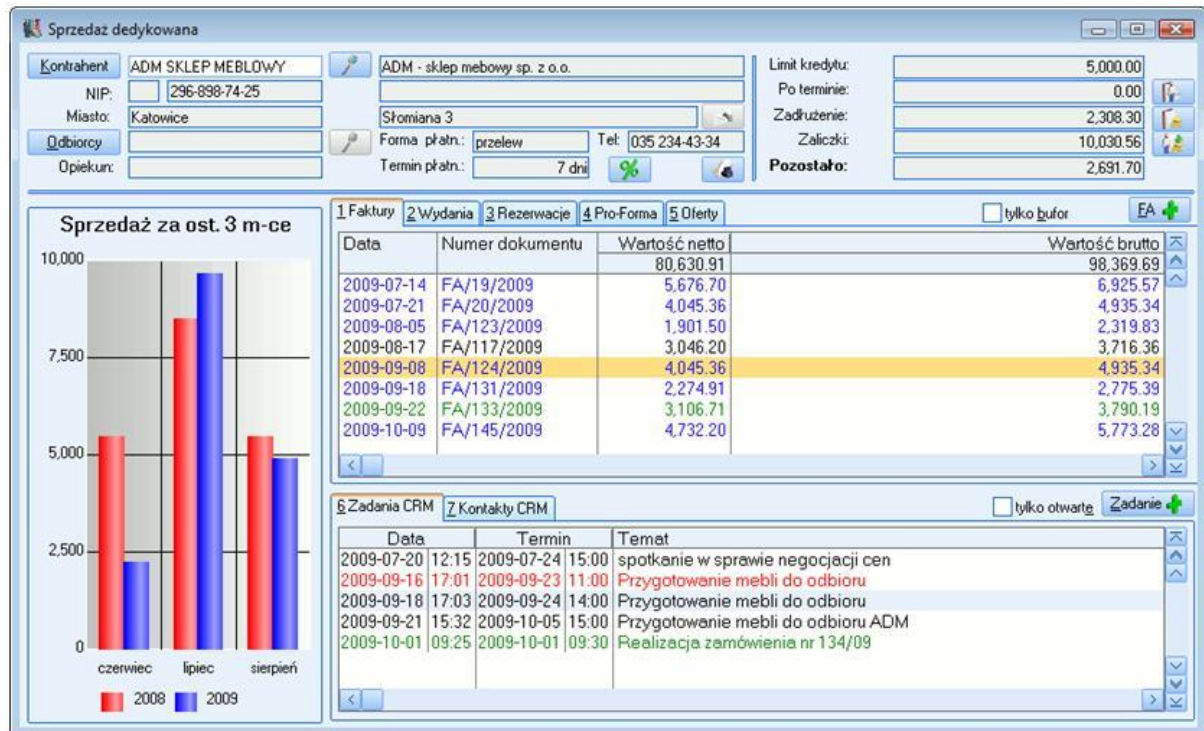 Sprzedaż dedykowana
Kontrahent ADM SKLEP MEBLOWY ADM - sklep mebowy sp. z o.o. Limit kredytu: 5,000.00
NIP: 296-898-74-25 Po terminie: 0.00
Miasto: Katowice Słomiana 3 Zadłużenie: 2,308.30
Odbiorcy Forma płatn.: przelew Tel: 035 234-43-34 Zaliczki: 10,030.56
Opiekun: Termin płatn.: 7 dni % Pozostało: 2,691.70
Sprzedaż za ost. 3 m-ce
10,000
7,500
5,000
2,500
0
czerwiec lipiec sierpień
2008 2009
1 Faktury 2 Wydania 3 Rezerwacje 4 Pro-Forma 5 Oferty tylko bufor FA
Data Numer dokumentu Wartość netto Wartość brutto
80,630.91 98,369.69
2009-07-14 FA/19/2009 5,676.70 6,925.57
2009-07-21 FA/20/2009 4,045.36 4,935.34
2009-08-05 FA/123/2009 1,901.50 2,319.83
2009-08-17 FA/117/2009 3,046.20 3,716.36
2009-09-08 FA/124/2009 4,045.36 4,935.34
2009-09-18 FA/131/2009 2,274.91 2,775.39
2009-09-22 FA/133/2009 3,106.71 3,790.19
2009-10-09 FA/145/2009 4,732.20 5,773.28
6 Zadania CRM 7 Kontakty CRM tylko otwarte Zadanie
Data Termin Temat
2009-07-20 12:15 2009-07-24 15:00 spotkanie w sprawie negocjacji cen
2009-09-16 17:01 2009-09-23 11:00 Przygotowanie mebli do odbioru
2009-09-18 17:03 2009-09-24 14:00 Przygotowanie mebli do odbioru
2009-09-21 15:32 2009-10-05 15:00 Przygotowanie mebli do odbioru ADM
2009-10-01 09:25 2009-10-01 09:30 Realizacja zamówienia nr 134/09